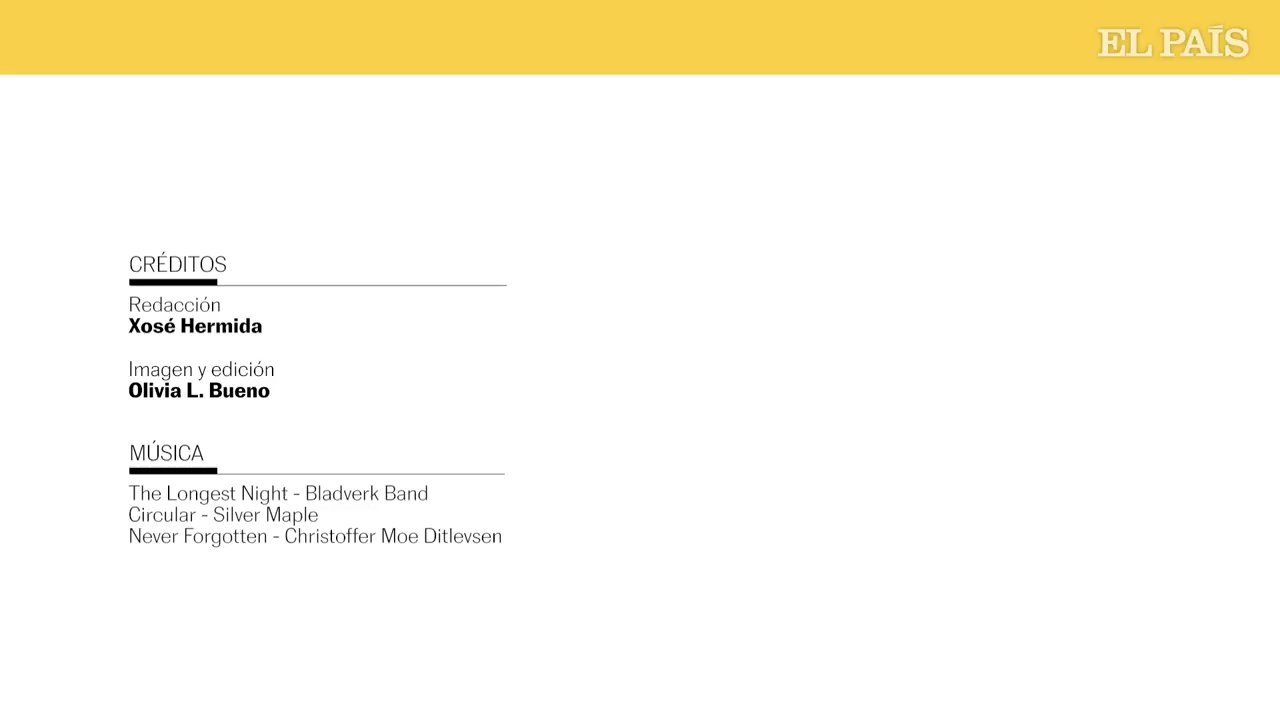 EL PAÍS
CRÉDITOS
Redacción
Xosé Hermida
Imagen y edición
Olivia L. Bueno
MÚSICA
The Longest Night - Bladverk Band
Circular - Silver Maple
Never Forgotten - Christoffer Moe Ditlevsen